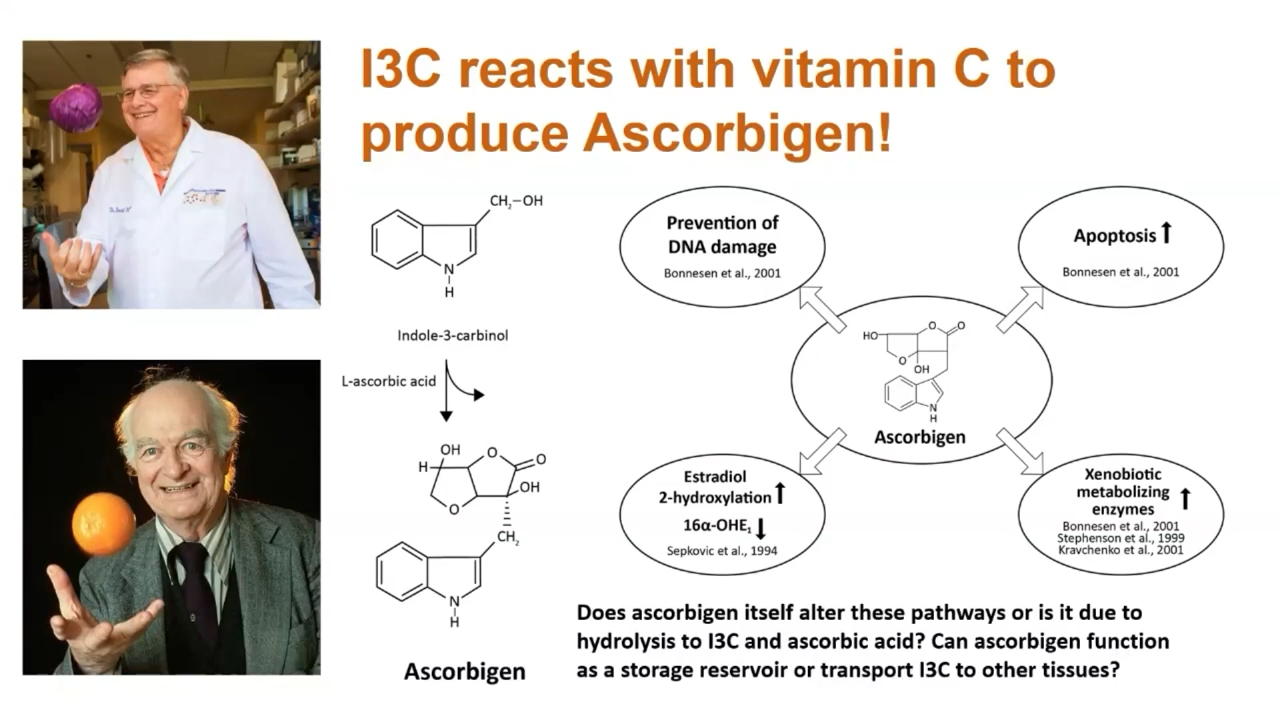 I3C reacts with vitamin C to
produce Ascorbigen!
CH₂–OH
N
H
Indole-3-carbinol
L-ascorbic acid
OH
H
O
O
OH
O
CH₂
N
H
Ascorbigen
Prevention of
DNA damage
Bonnesen et al., 2001
Apoptosis ⬆
Bonnesen et al., 2001
HO
O
O
O
OH
N
H
Ascorbigen
Estradiol
2-hydroxylation ⬆
16α-OHE₁ ⬇
Sepkovic et al., 1994
Xenobiotic
metabolizing ⬆
enzymes
Bonnesen et al., 2001
Stephenson et al., 1999
Kravchenko et al., 2001
Does ascorbigen itself alter these pathways or is it due to
hydrolysis to I3C and ascorbic acid? Can ascorbigen function
as a storage reservoir or transport I3C to other tissues?